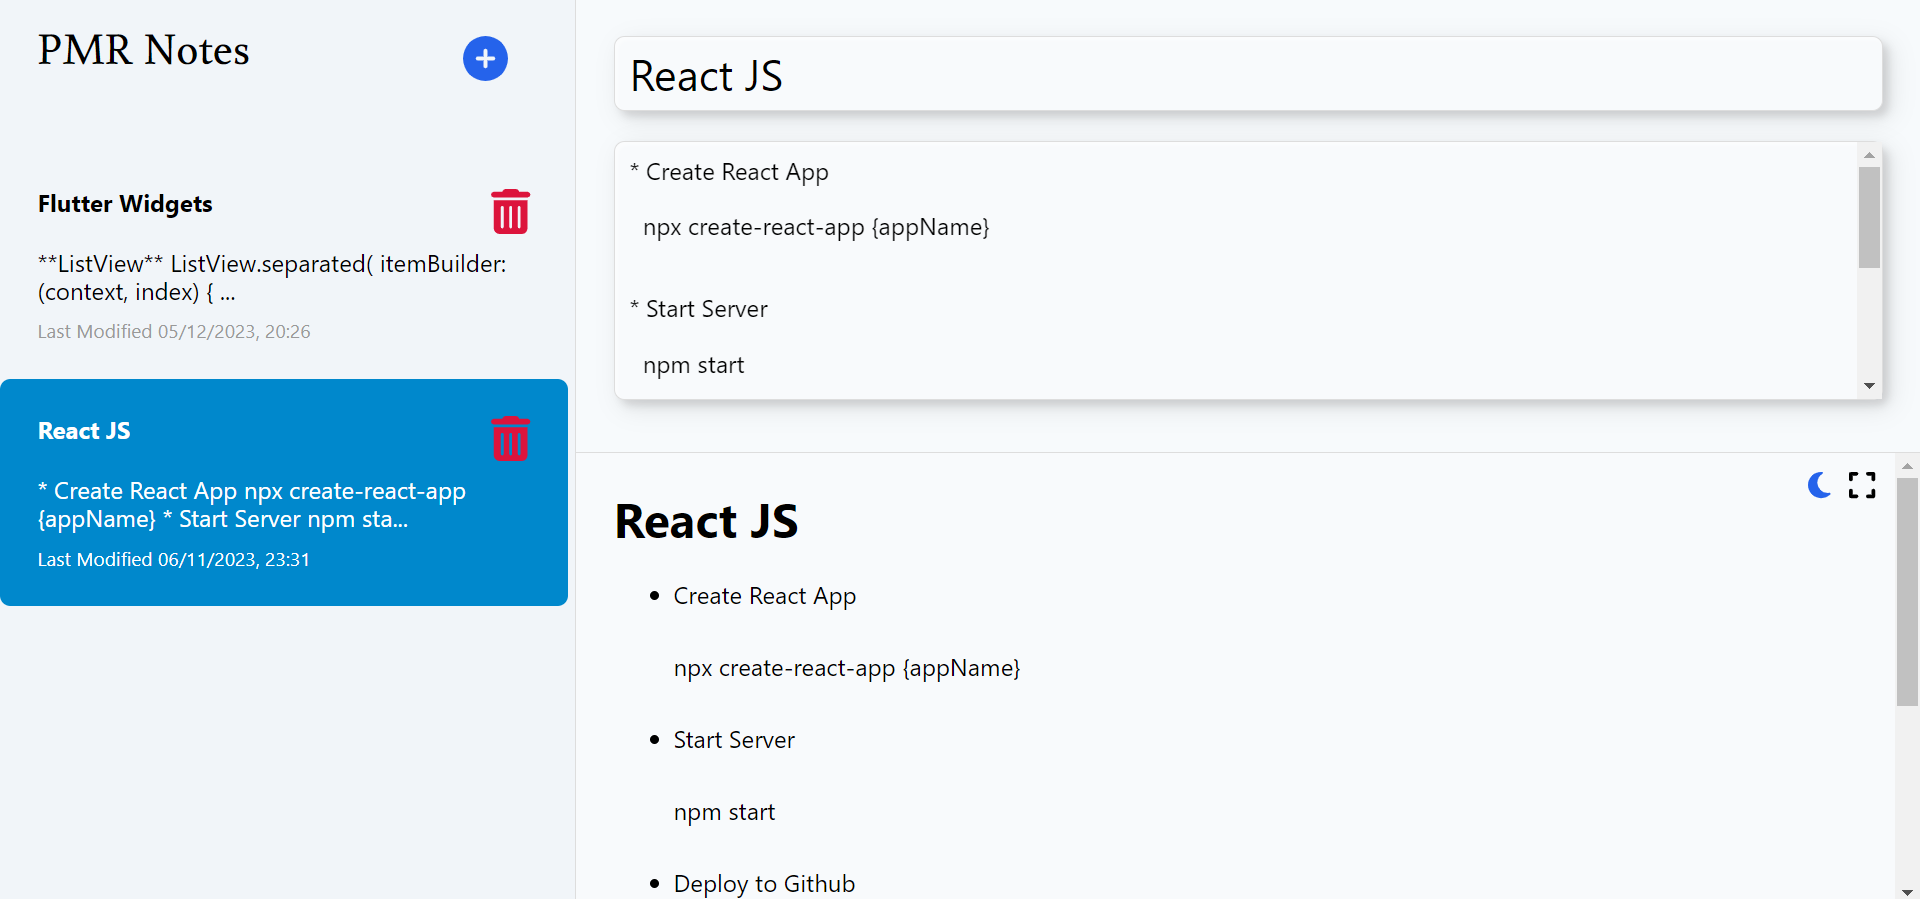 PMR Notes
Flutter Widgets
**ListView** ListView.separated( itemBuilder:
(context, index) { ...
Last Modified 05/12/2023, 20:26
React JS
* Create React App npx create-react-app
{appName} * Start Server npm sta...
Last Modified 06/11/2023, 23:31
React JS
* Create React App
npx create-react-app {appName}
* Start Server
npm start
React JS
• Create React App
npx create-react-app {appName}
• Start Server
npm start
• Deploy to Github